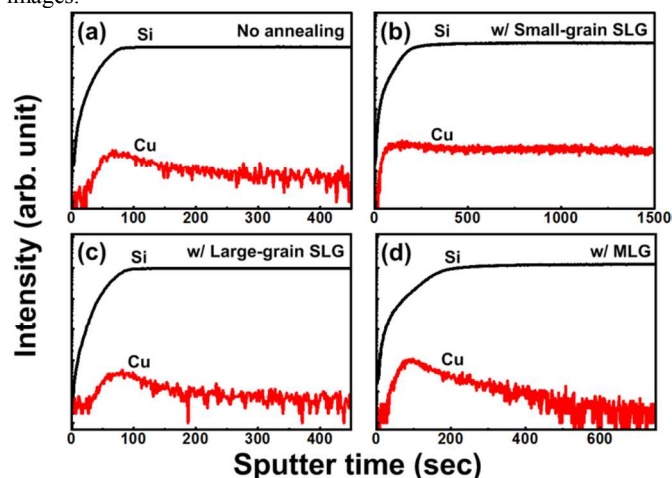 images.
(a) Si No annealing
Cu
0 100 200 300 400
(b) Si w/ Small-grain SLG
Cu
0 500 1000 1500
(c) Si w/ Large-grain SLG
Cu
0 100 200 300 400
(d) Si w/ MLG
Cu
0 200 400 600
Intensity (arb. unit)
Sputter time (sec)